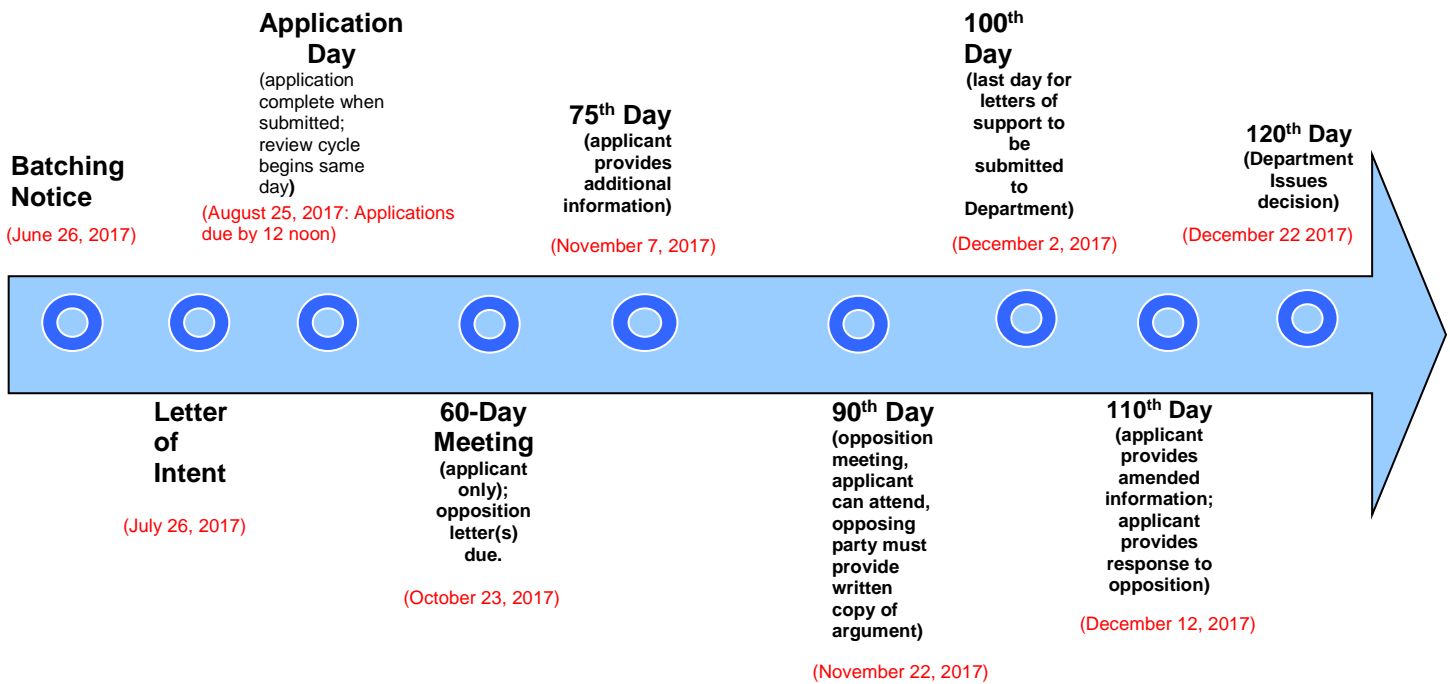 Batching
Notice
(June 26, 2017)
Letter
of
Intent
(July 26, 2017)
Application
Day
(application
complete when
submitted;
review cycle
begins same
day)
(August 25, 2017: Applications
due by 12 noon)
60-Day
Meeting
(applicant
only);
opposition
letter(s)
due.
(October 23, 2017)
75th Day
(applicant
provides
additional
information)
(November 7, 2017)
90th Day
(opposition
meeting,
applicant
can attend,
opposing
party must
provide
written
copy of
argument)
(November 22, 2017)
100th
Day
(last day for
letters of
support to
be
submitted
to
Department)
(December 2, 2017)
110th Day
(applicant
provides
amended
information;
applicant
provides
response to
opposition)
(December 12, 2017)
120th Day
(Department
Issues
decision)
(December 22 2017)